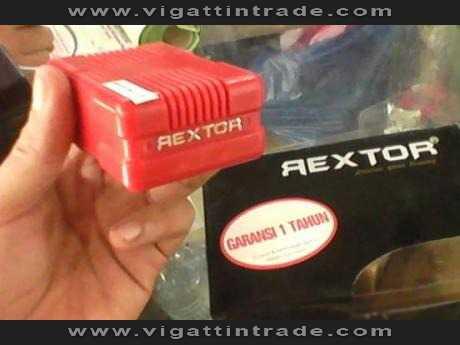 www.vigattintrade.com
REXTOR
REXTOR®
GARANSI 1 TAHUN
www.vigattintrade.com